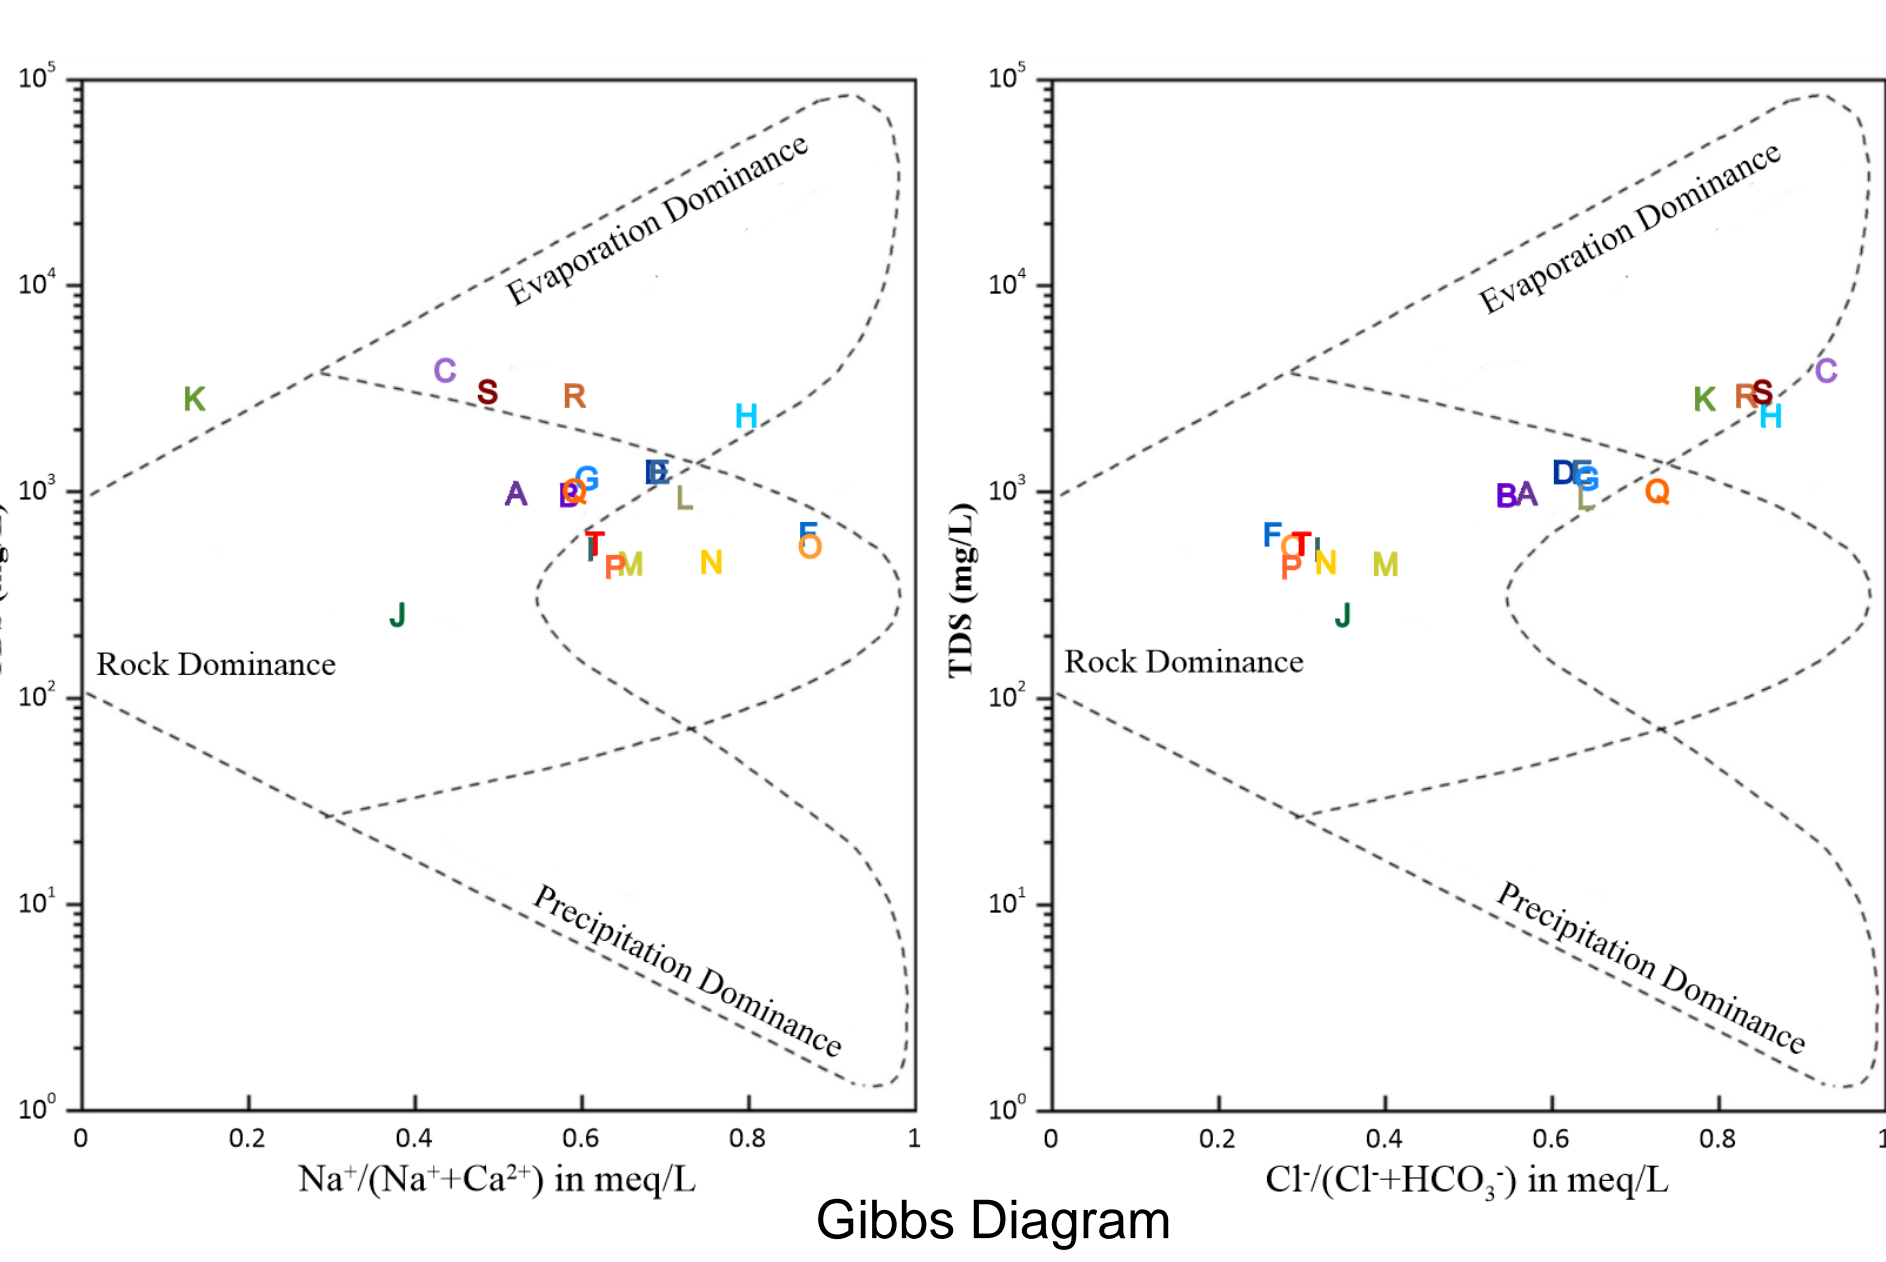 10⁵
10⁴
10³
10²
10¹
10⁰
0 0.2 0.4 0.6 0.8 1
Evaporation Dominance
Rock Dominance
Precipitation Dominance
K
C
S
R
H
A
B
Q
G
D
E
L
I
T
P
M
N
F
O
J
Na⁺/(Na⁺+Ca²⁺) in meq/L
TDS (mg/L)
10⁵
10⁴
10³
10²
10¹
10⁰
0 0.2 0.4 0.6 0.8 1
Evaporation Dominance
Rock Dominance
Precipitation Dominance
C
K
R
S
H
B
A
D
E
G
L
Q
F
O
T
I
P
N
M
J
Cl⁻/(Cl⁻+HCO₃⁻) in meq/L
Gibbs Diagram